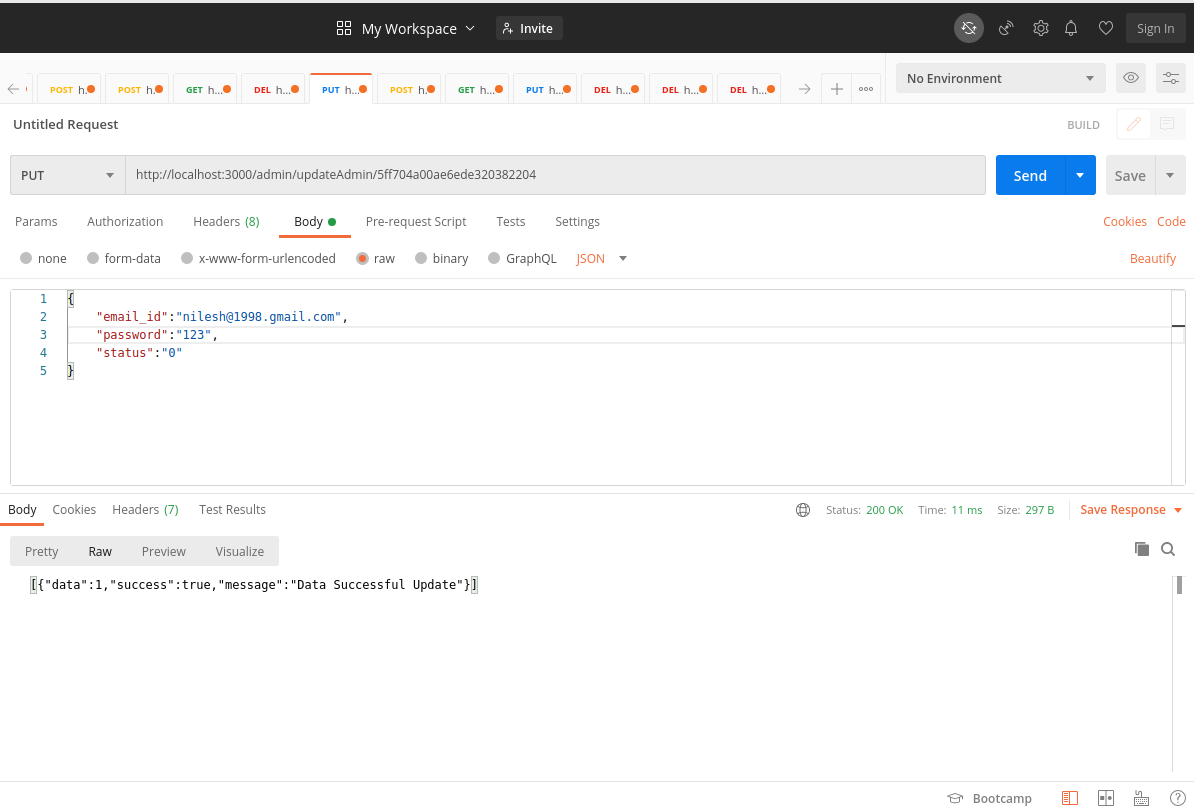 My Workspace Invite Sign In
POST h. POST h. GET h... DEL h... PUT h... POST h. GET h... PUT h... DEL h... DEL h... DEL h... No Environment
Untitled Request BUILD
PUT http://localhost:3000/admin/updateAdmin/5ff704a00ae6ede320382204 Send Save
Params Authorization Headers (8) Body Pre-request Script Tests Settings Cookies Code
none form-data x-www-form-urlencoded raw binary GraphQL JSON Beautify
1 {
2 "email_id":"nilesh@1998.gmail.com",
3 "password":"123",
4 "status":"0"
5 }
Body Cookies Headers (7) Test Results Status: 200 OK Time: 11 ms Size: 297 B Save Response
Pretty Raw Preview Visualize
[{"data":1,"success":true,"message":"Data Successful Update"}]
Bootcamp